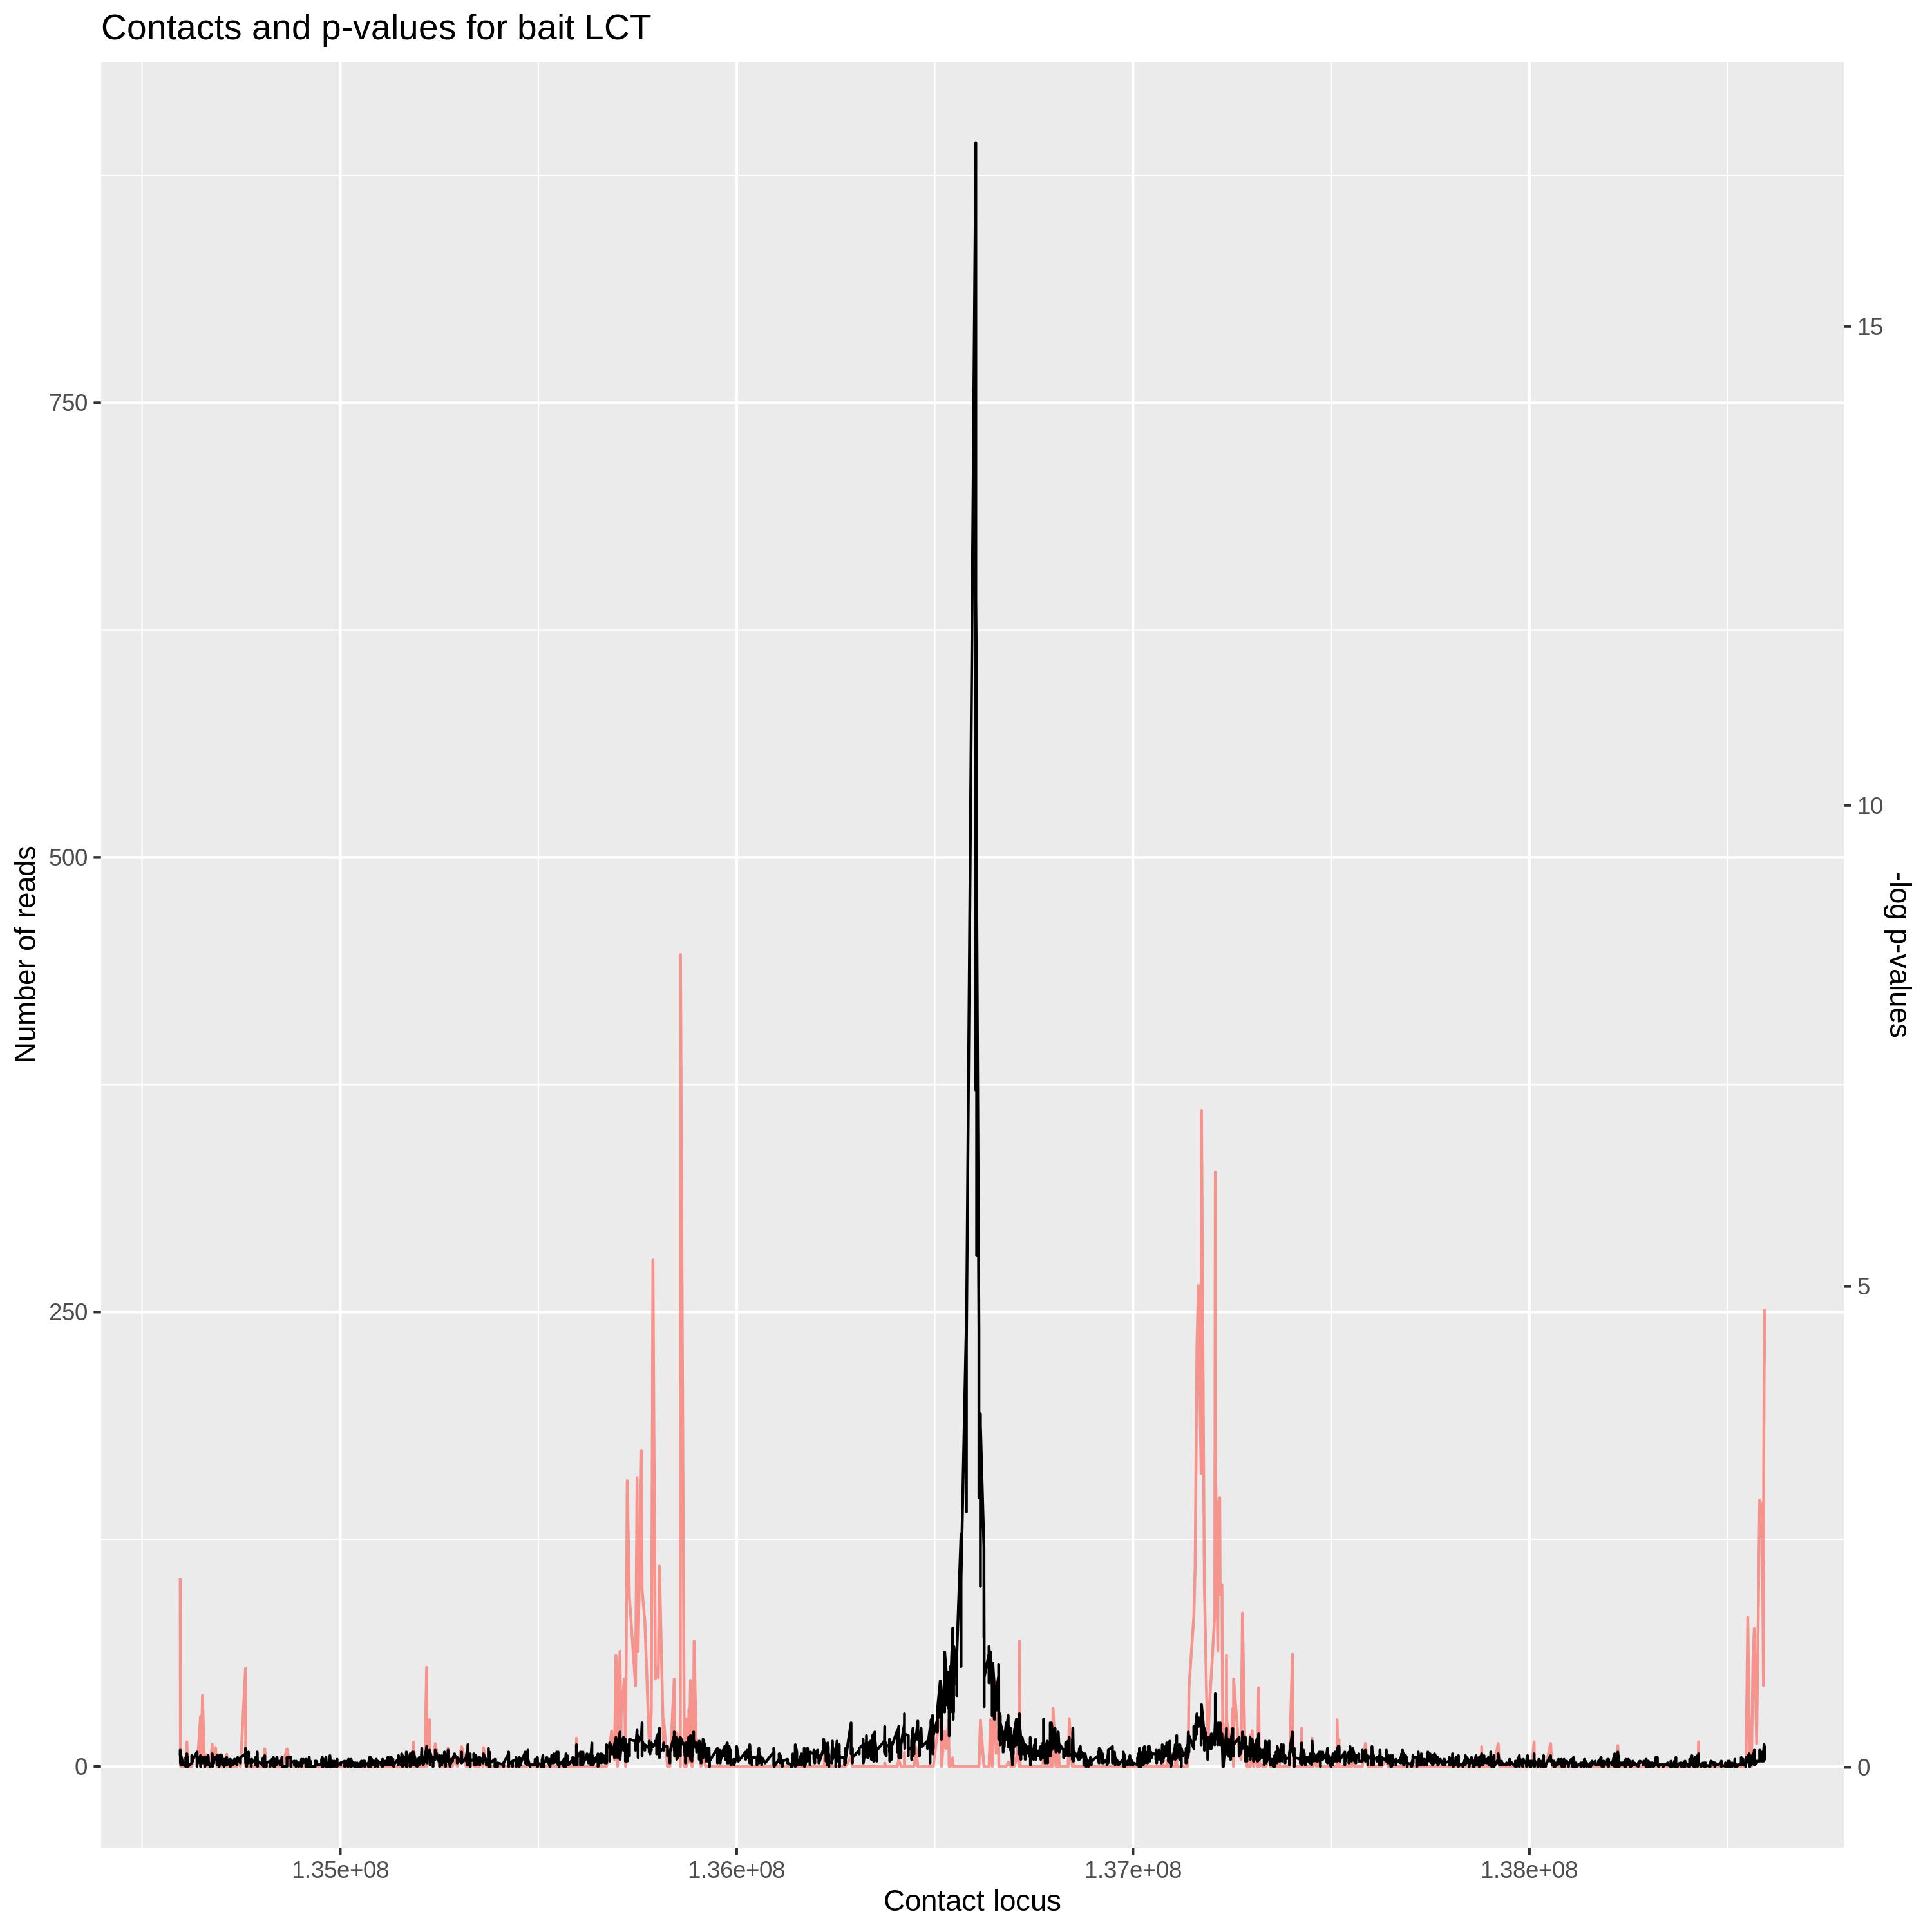 Contacts and p-values for bait LCT
Number of reads
750
500
250
0
15
10
5
0
-log p-values
1.35e+08
1.36e+08
1.37e+08
1.38e+08
Contact locus